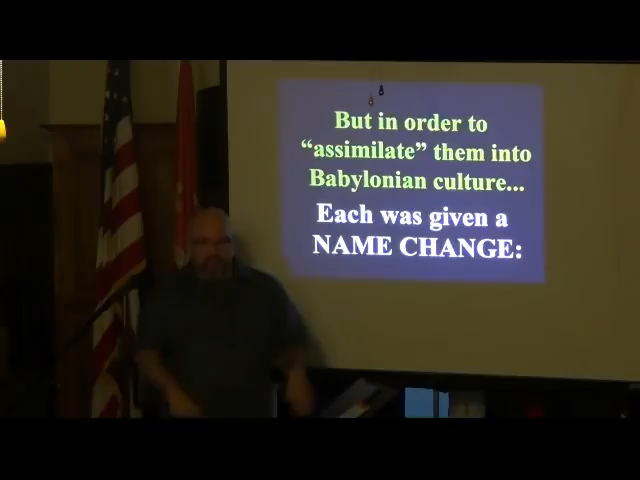 But in order to
“assimilate” them into
Babylonian culture...
Each was given a
NAME CHANGE: